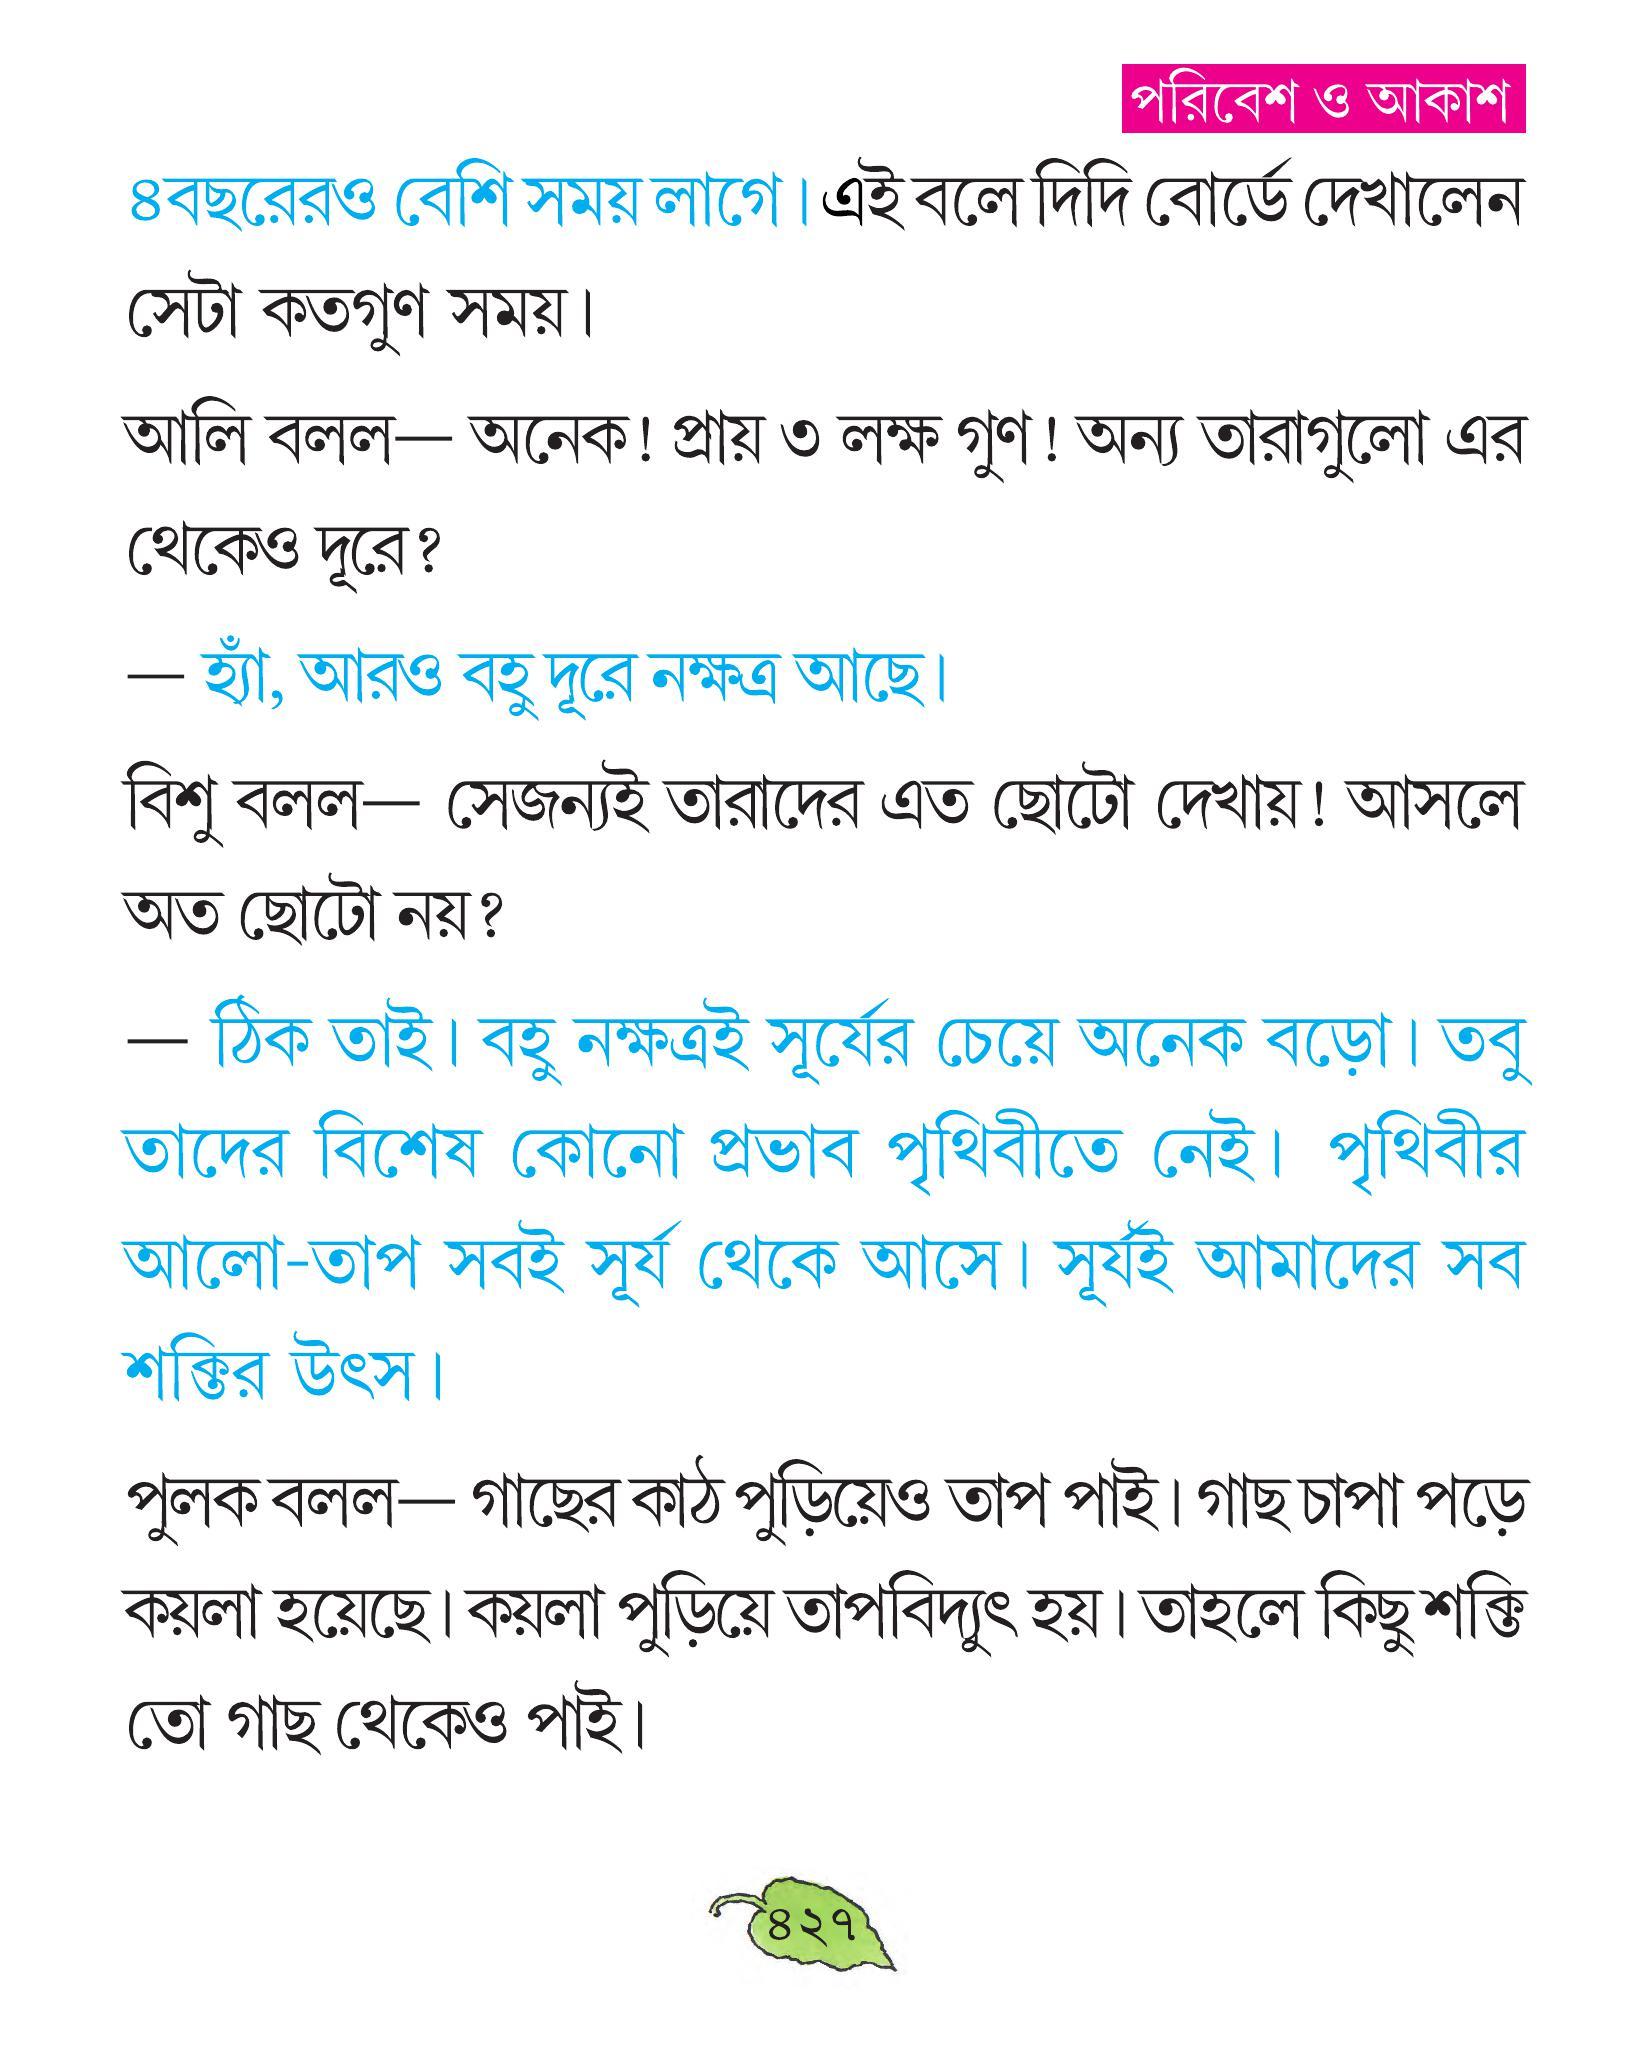 পরিবেশ ও আকাশ
৪বছরেরও বেশি সময় লাগে। এই বলে দিদি বোর্ডে দেখালেন
সেটা কতগুণ সময়।
আলি বলল— অনেক! প্রায় ৩ লক্ষ গুণ! অন্য তারাগুলো এর
থেকেও দূরে?
— হ্যাঁ, আরও বহু দূরে নক্ষত্র আছে।
বিশু বলল— সেজন্যই তারাদের এত ছোটো দেখায়! আসলে
অত ছোটো নয়?
— ঠিক তাই। বহু নক্ষত্রই সূর্যের চেয়ে অনেক বড়ো। তবু
তাদের বিশেষ কোনো প্রভাব পৃথিবীতে নেই। পৃথিবীর
আলো-তাপ সবই সূর্য থেকে আসে। সূর্যই আমাদের সব
শক্তির উৎস।
পুলক বলল— গাছের কাঠ পুড়িয়েও তাপ পাই। গাছ চাপা পড়ে
কয়লা হয়েছে। কয়লা পুড়িয়ে তাপবিদ্যুৎ হয়। তাহলে কিছু শক্তি
তো গাছ থেকেও পাই।
৪২৭